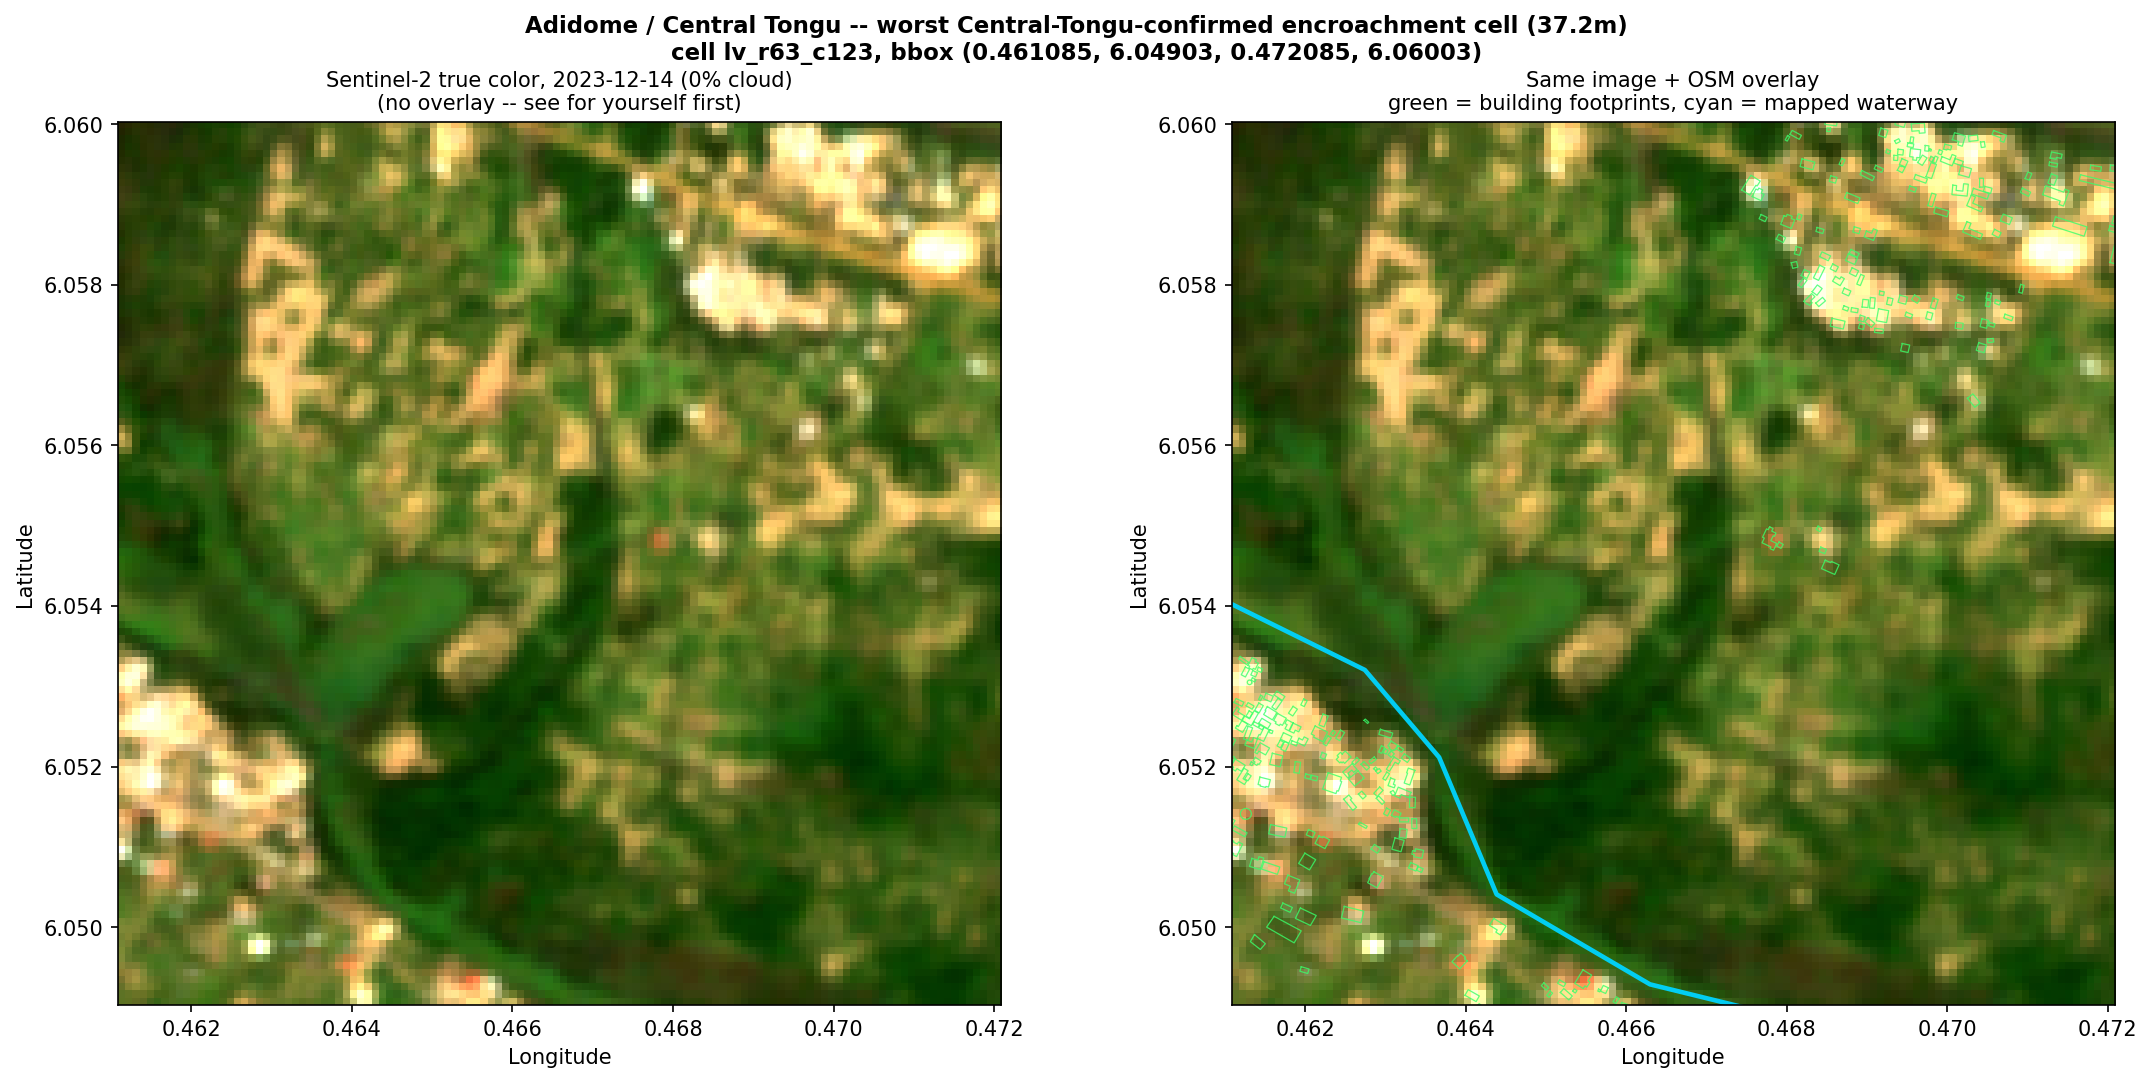 Adidome / Central Tongu -- worst Central-Tongu-confirmed encroachment cell (37.2m)
cell lv_r63_c123, bbox (0.461085, 6.04903, 0.472085, 6.06003)
Sentinel-2 true color, 2023-12-14 (0% cloud)
(no overlay -- see for yourself first)
6.060
6.058
6.056
6.054
6.052
6.050
Latitude
0.462
0.464
0.466
0.468
0.470
0.472
Longitude
Same image + OSM overlay
green = building footprints, cyan = mapped waterway
6.060
6.058
6.056
6.054
6.052
6.050
Latitude
0.462
0.464
0.466
0.468
0.470
0.472
Longitude